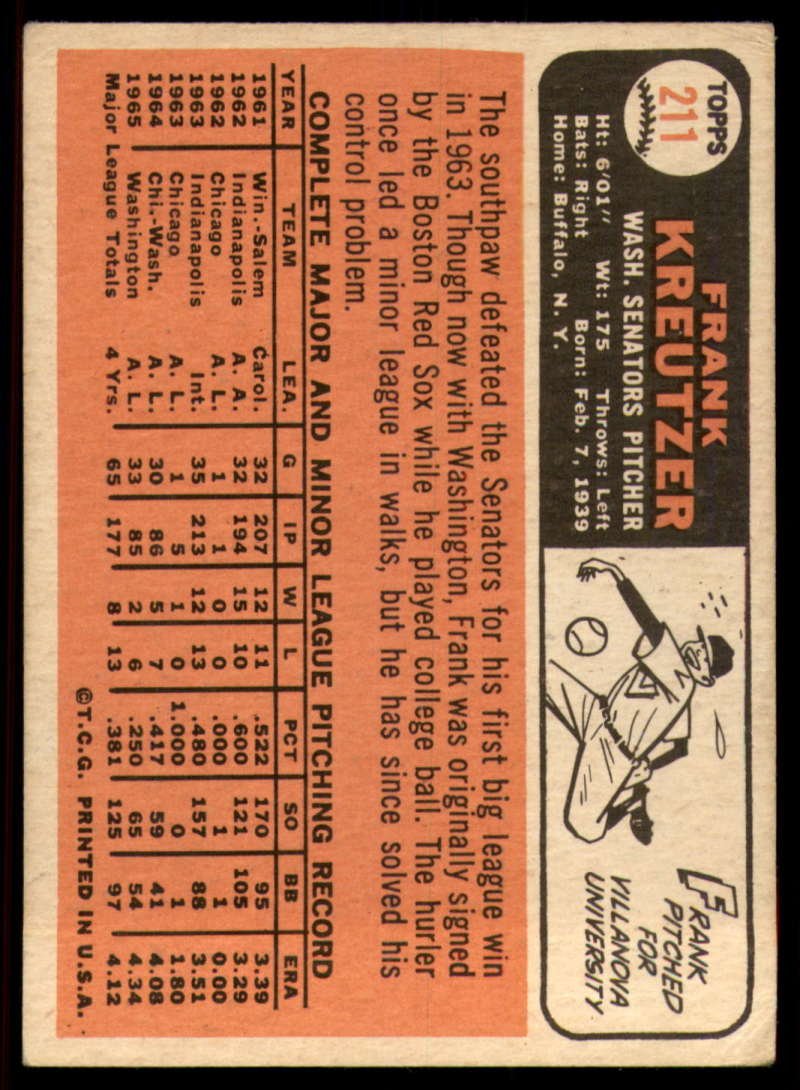 TOPPS
211
FRANK
KREUTZER
WASH. SENATORS PITCHER
Ht: 6'01" Wt: 175 Throws: Left
Bats: Right Born: Feb. 7, 1939
Home: Buffalo, N. Y.
FRANK
PITCHED
FOR
VILLANOVA
UNIVERSITY.
The southpaw defeated the Senators for his first big league win
in 1963. Though now with Washington, Frank was originally signed
by the Boston Red Sox while he played college ball. The hurler
once led a minor league in walks, but he has since solved his
control problem.
COMPLETE MAJOR AND MINOR LEAGUE PITCHING RECORD
YEAR TEAM LEA. G IP W L PCT SO BB ERA
1961 Win.-Salem Carol. 32 207 12 11 .522 170 95 3.39
1962 Indianapolis A. A. 32 194 15 10 .600 121 105 3.29
1962 Chicago A. L. 1 1 0 0 .000 1 1 0.00
1963 Indianapolis Int. 35 213 12 13 .480 157 88 3.51
1963 Chicago A. L. 1 5 1 0 1.000 0 1 1.80
1964 Chi.-Wash. A. L. 30 86 5 7 .417 59 41 4.08
1965 Washington A. L. 33 85 2 6 .250 65 54 4.34
Major League Totals 4 Yrs. 65 177 8 13 .381 125 97 4.12
©T.C.G. PRINTED IN U.S.A.